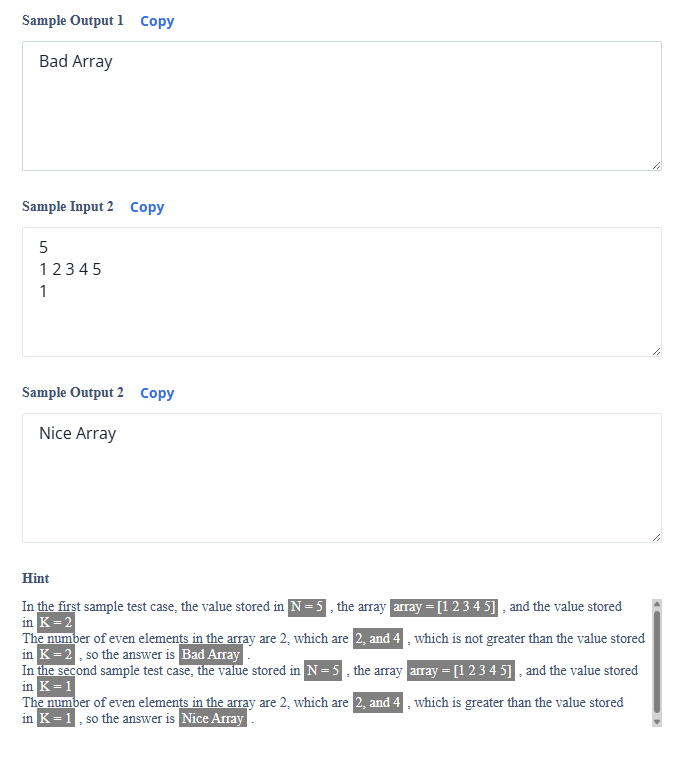 Sample Output 1 Copy
Bad Array
Sample Input 2 Copy
5
1 2 3 4 5
1
Sample Output 2 Copy
Nice Array
Hint
In the first sample test case, the value stored in N = 5 , the array array = [1 2 3 4 5] , and the value stored
in K = 2
The number of even elements in the array are 2, which are 2, and 4 , which is not greater than the value stored
in K = 2 , so the answer is Bad Array .
In the second sample test case, the value stored in N = 5 , the array array = [1 2 3 4 5] , and the value stored
in K = 1
The number of even elements in the array are 2, which are 2, and 4 , which is greater than the value stored
in K = 1 , so the answer is Nice Array .